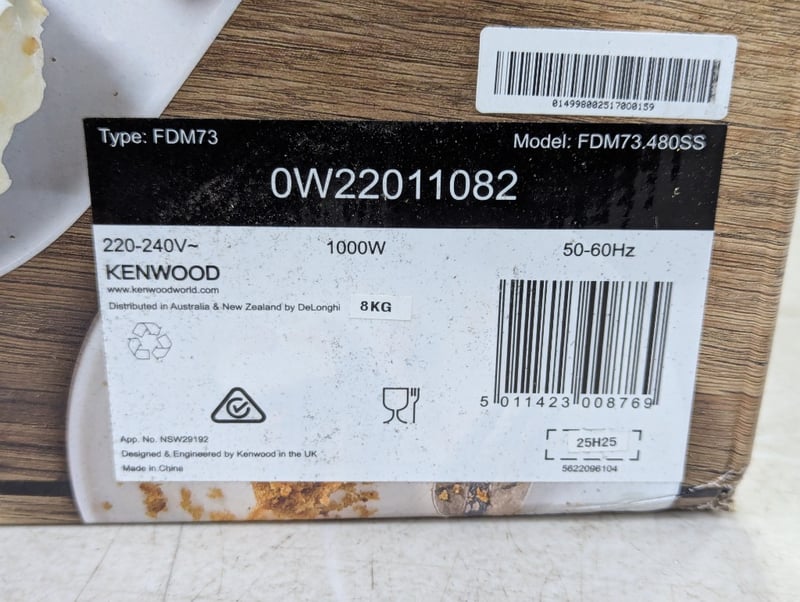 01499800251700159
Type: FDM73
Model: FDM73.480SS
0W22011082
220-240V~
1000W
50-60Hz
KENWOOD
www.kenwoodworld.com
Distributed in Australia & New Zealand by DeLonghi
8KG
5 011423 008769
App. No. NSW29192
25H25
Designed & Engineered by Kenwood in the UK
Made in China
5622096104